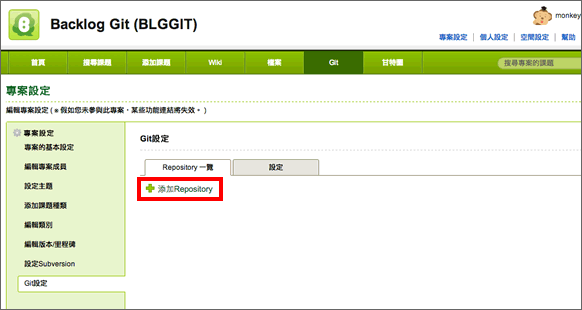 Backlog Git (BLGGIT)
monkey
專案設定 | 個人設定 | 空間設定 | 幫助
首頁 搜尋課題 添加課題 Wiki 檔案 Git 甘特圖 搜尋專案的課題
專案設定
編輯專案設定 ( * 假如您未參與此專案，某些功能連結將失效。 )
專案設定
專案的基本設定
編輯專案成員
設定主題
添加課題種類
編輯類別
編輯版本/里程碑
設定Subversion
Git設定
Git設定
Repository 一覽 設定
添加Repository